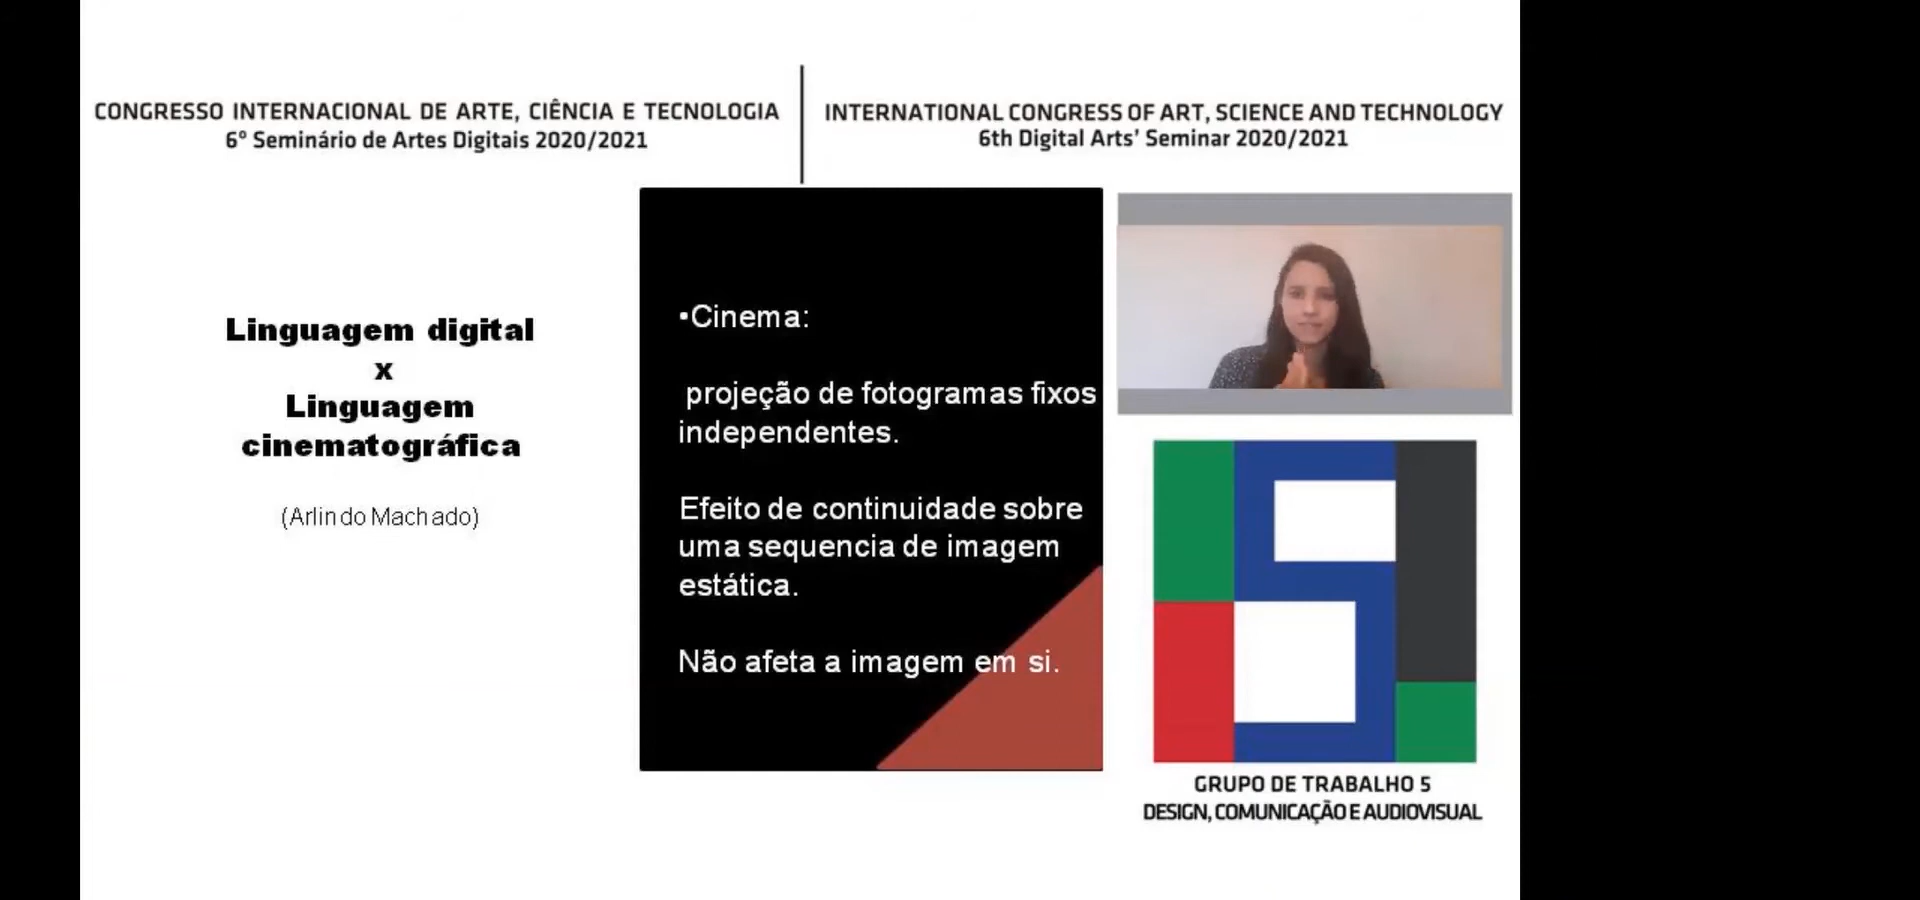 CONGRESSO INTERNACIONAL DE ARTE, CIÊNCIA E TECNOLOGIA
6º Seminário de Artes Digitais 2020/2021
INTERNATIONAL CONGRESS OF ART, SCIENCE AND TECHNOLOGY
6th Digital Arts' Seminar 2020/2021
Linguagem digital
x
Linguagem
cinematográfica
(Arlindo Machado)
•Cinema:
projeção de fotogramas fixos
independentes.
Efeito de continuidade sobre
uma sequencia de imagem
estática.
Não afeta a imagem em si.
GRUPO DE TRABALHO 5
DESIGN, COMUNICAÇÃO E AUDIOVISUAL